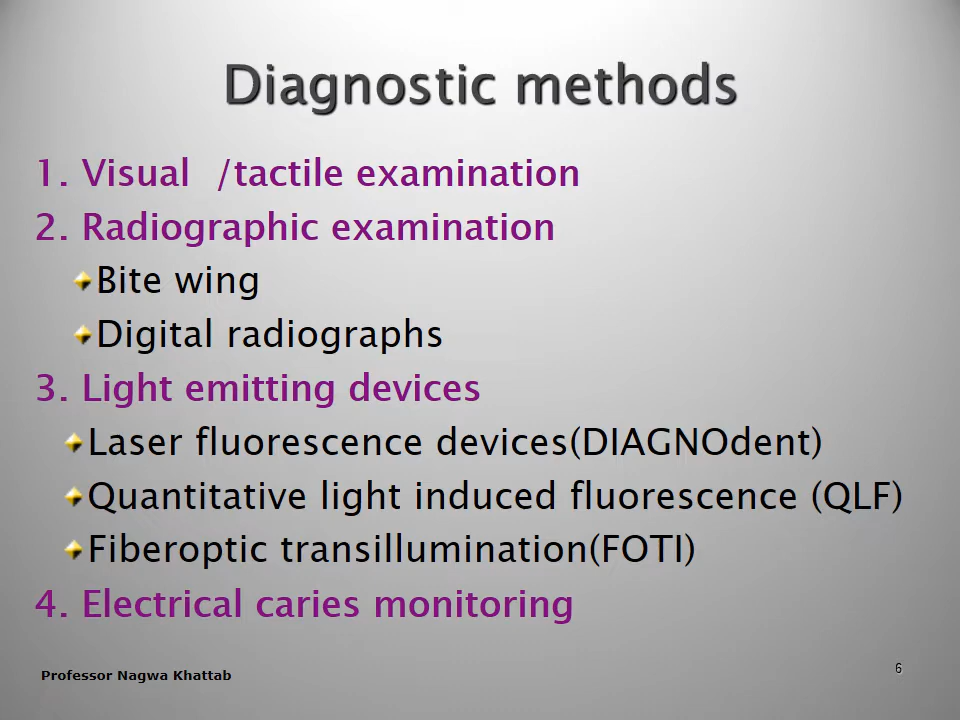 Diagnostic methods
1. Visual  /tactile examination
2. Radiographic examination
Bite wing
Digital radiographs
3. Light emitting devices
Laser fluorescence devices(DIAGNOdent)
Quantitative light induced fluorescence (QLF)
Fiberoptic transillumination(FOTI)
4. Electrical caries monitoring
Professor Nagwa Khattab
6